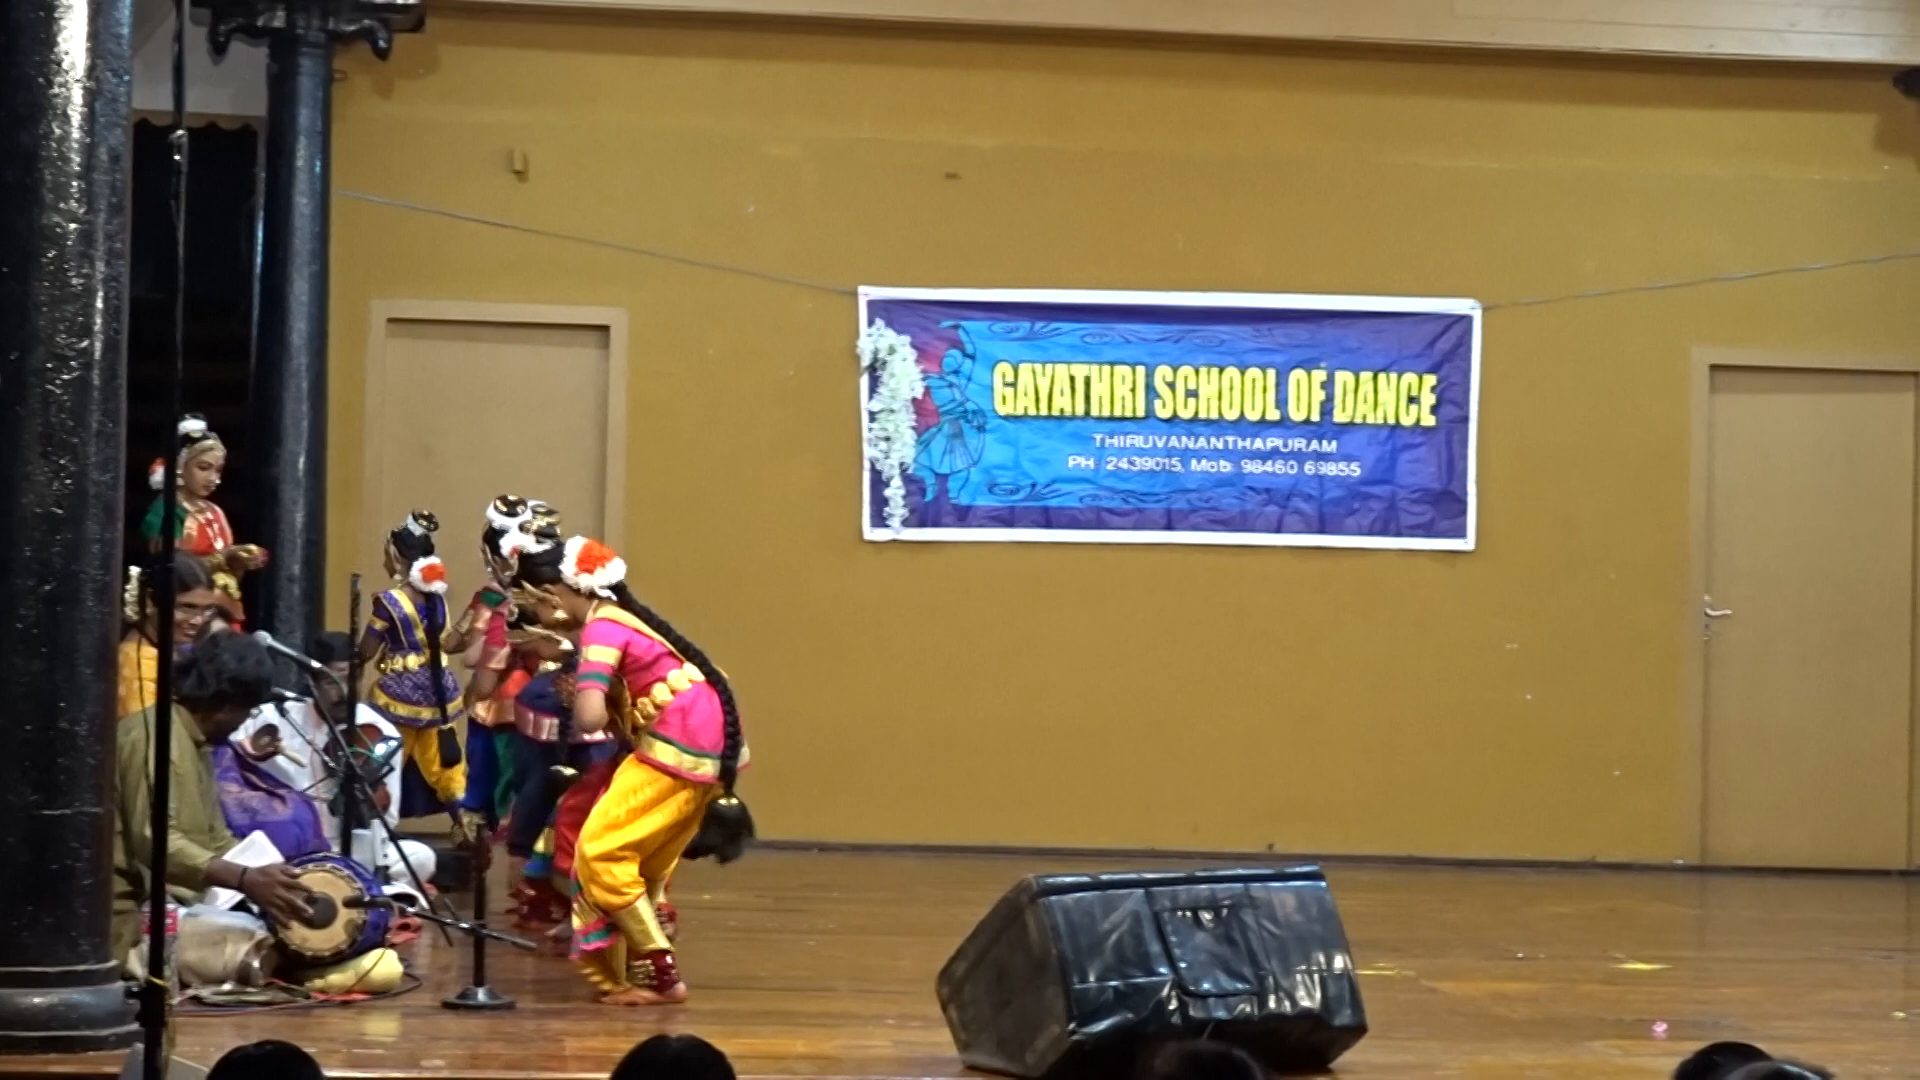 GAYATHRI SCHOOL OF DANCE
THIRUVANANTHAPURAM
PH: 2439015, Mob: 98460 69855